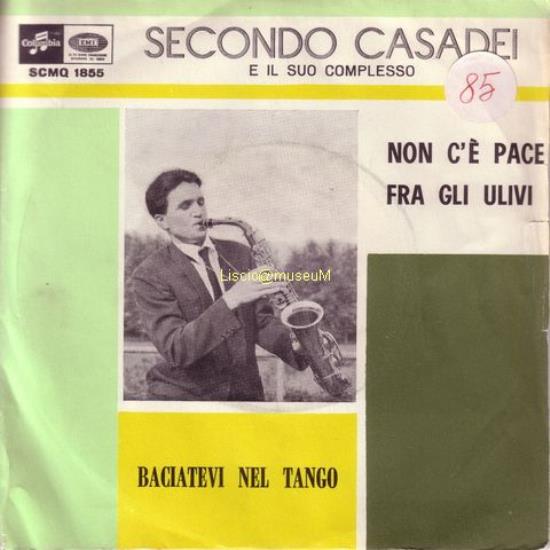 Columbia
EMI
SCMQ 1855
SECONDO CASADEI
E IL SUO COMPLESSO
85
NON C'È PACE
FRA GLI ULIVI
Liscio@museuM
BACIATEVI NEL TANGO